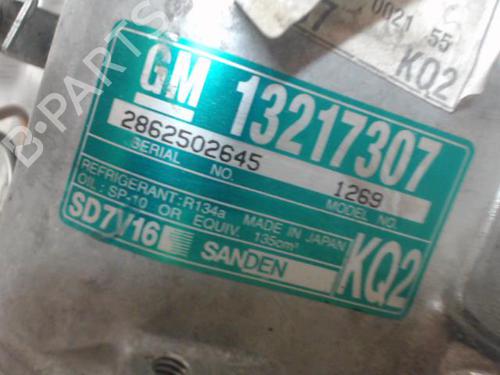 0021 55
KQ2
GM 13217307
2862502645 1269
SERIAL NO. MODEL NO.
REFRIGERANT:R134a MADE IN JAPAN
OIL: SP-10 OR EQUIV. 135cm³
SD7V16 SANDEN KQ2
B-PARTS